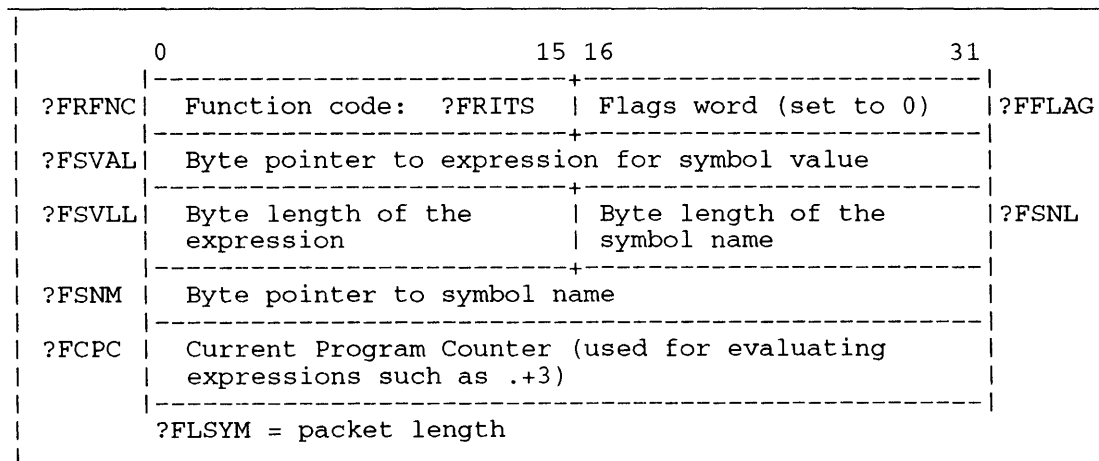 0 15 16 31
?FRFNC Function code: ?FRITS Flags word (set to 0) ?FFLAG
?FSVAL Byte pointer to expression for symbol value
?FSVLL Byte length of the Byte length of the ?FSNL
expression symbol name
?FSNM Byte pointer to symbol name
?FCPC Current Program Counter (used for evaluating
expressions such as .+3)
?FLSYM = packet length